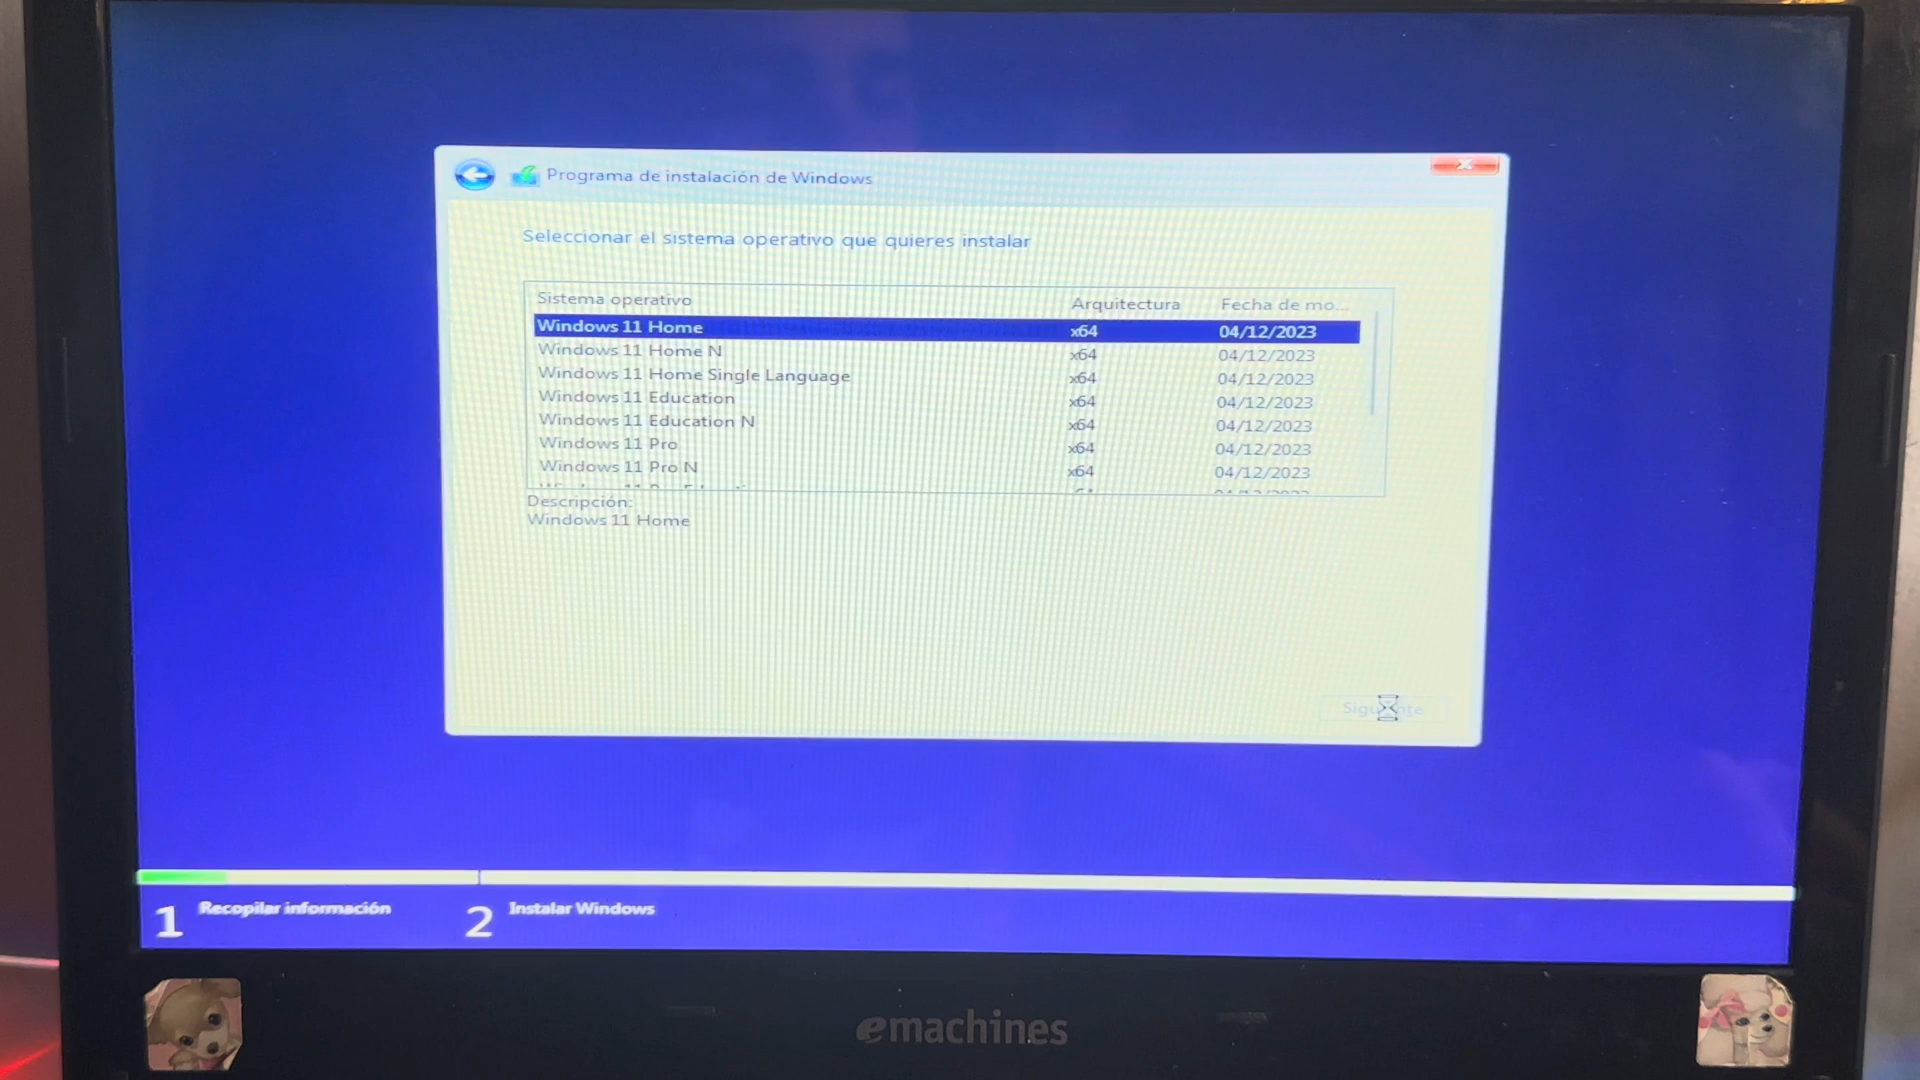 Programa de instalación de Windows
Seleccionar el sistema operativo que quieres instalar
Sistema operativo Arquitectura Fecha de mo...
Windows 11 Home x64 04/12/2023
Windows 11 Home N x64 04/12/2023
Windows 11 Home Single Language x64 04/12/2023
Windows 11 Education x64 04/12/2023
Windows 11 Education N x64 04/12/2023
Windows 11 Pro x64 04/12/2023
Windows 11 Pro N x64 04/12/2023
Descripción:
Windows 11 Home
1 Recopilar información 2 Instalar Windows
emachines